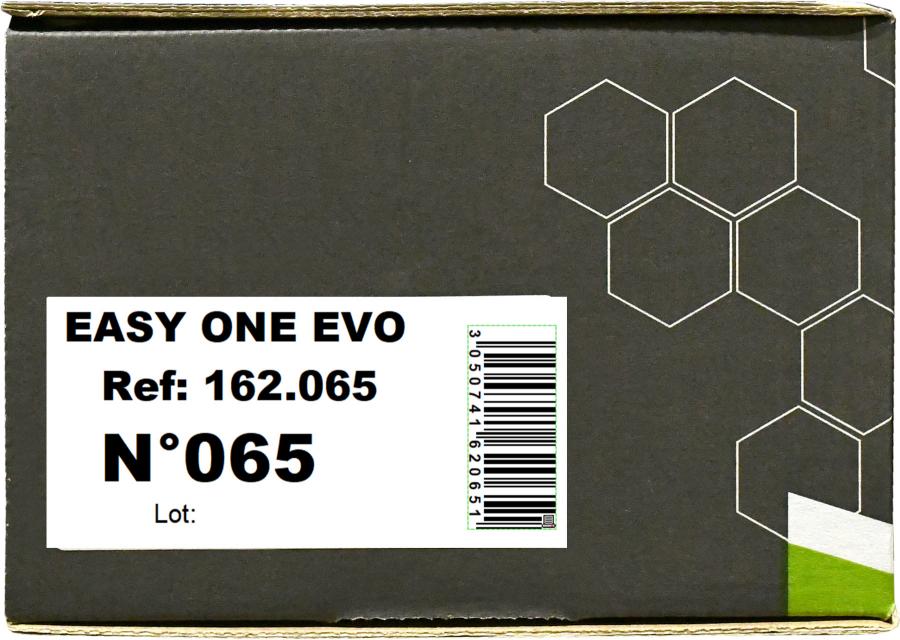 EASY ONE EVO
Ref: 162.065
N°065
Lot:
3050741620651